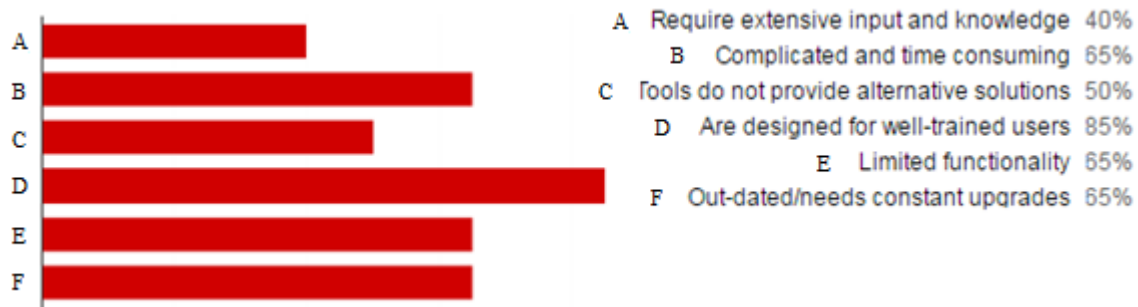 A
B
C
D
E
F
A Require extensive input and knowledge 40%
B Complicated and time consuming 65%
C Tools do not provide alternative solutions 50%
D Are designed for well-trained users 85%
E Limited functionality 65%
F Out-dated/needs constant upgrades 65%